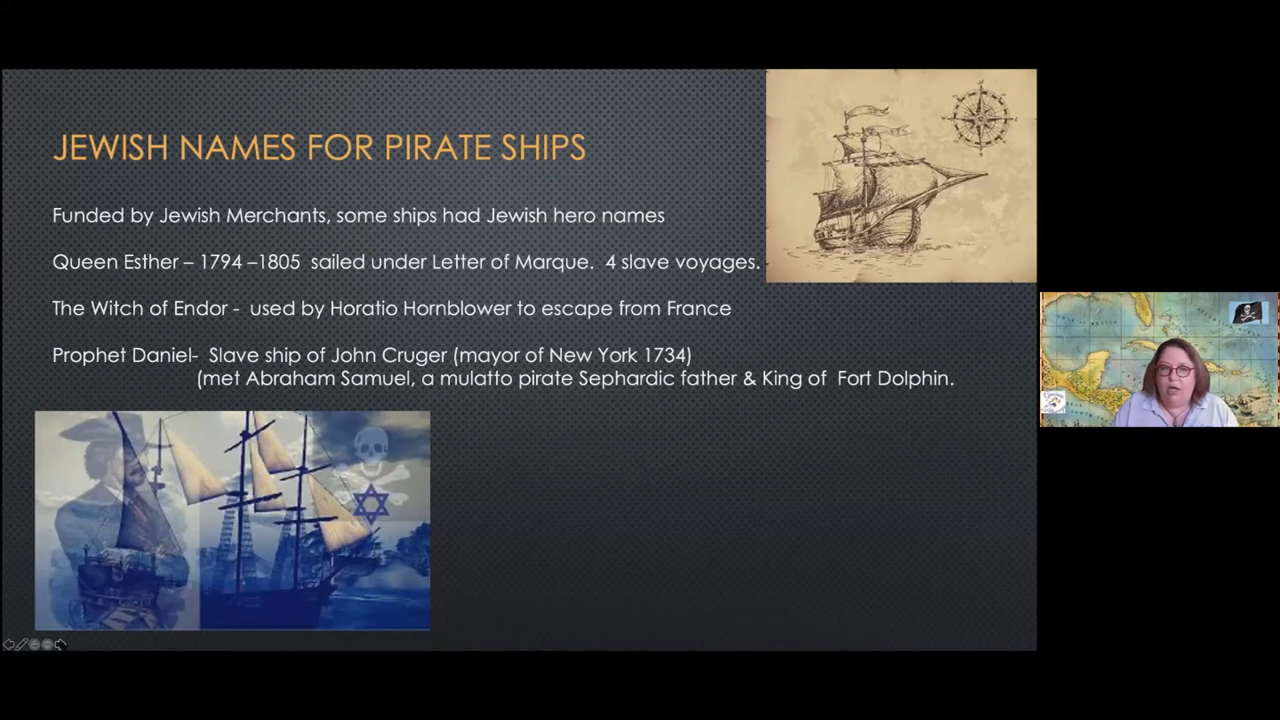 JEWISH NAMES FOR PIRATE SHIPS
Funded by Jewish Merchants, some ships had Jewish hero names
Queen Esther – 1794 –1805 sailed under Letter of Marque. 4 slave voyages.
The Witch of Endor - used by Horatio Hornblower to escape from France
Prophet Daniel- Slave ship of John Cruger (mayor of New York 1734)
(met Abraham Samuel, a mulatto pirate Sephardic father & King of Fort Dolphin.